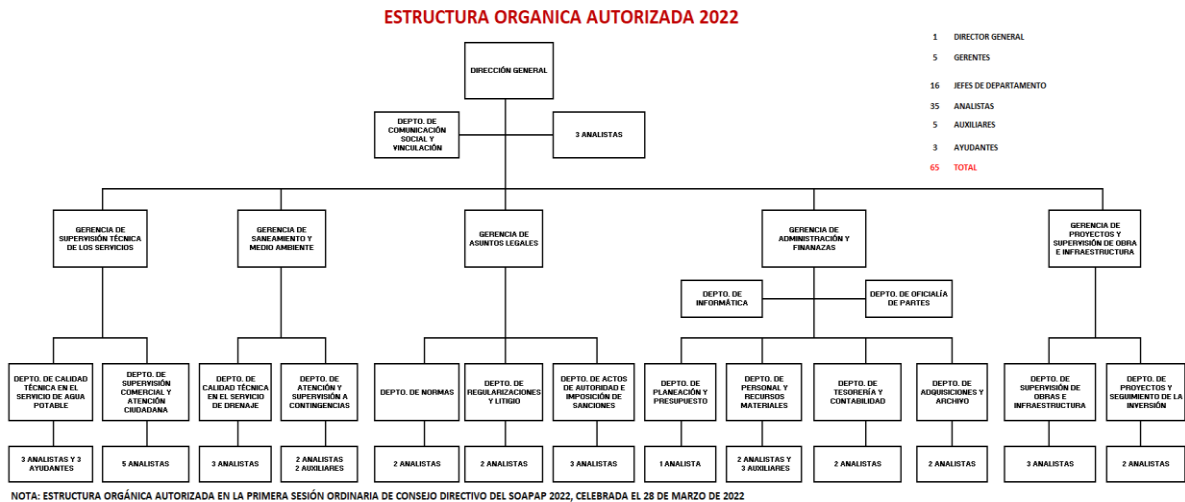 ESTRUCTURA ORGANICA AUTORIZADA 2022
1 DIRECTOR GENERAL
5 GERENTES
16 JEFES DE DEPARTAMENTO
35 ANALISTAS
5 AUXILIARES
3 AYUDANTES
65 TOTAL
DIRECCIÓN GENERAL
DEPTO. DE
COMUNICACIÓN
SOCIAL Y
VINCULACIÓN
3 ANALISTAS
GERENCIA DE
SUPERVISIÓN TÉCNICA
DE LOS SERVICIOS
GERENCIA DE
SANEAMIENTO Y
MEDIO AMBIENTE
GERENCIA DE
ASUNTOS LEGALES
GERENCIA DE
ADMINISTRACIÓN Y
FINANZAS
GERENCIA DE
PROYECTOS Y
SUPERVISIÓN DE OBRA
E INFRAESTRUCTURA
DEPTO. DE
INFORMÁTICA
DEPTO. DE OFICIALÍA
DE PARTES
DEPTO. DE CALIDAD
TÉCNICA EN EL
SERVICIO DE AGUA
POTABLE
DEPTO. DE
SUPERVISIÓN
COMERCIAL Y
ATENCIÓN
CIUDADANA
DEPTO. DE
CALIDAD TÉCNICA
EN EL SERVICIO
DE DRENAJE
DEPTO. DE
ATENCIÓN Y
SUPERVISIÓN A
CONTINGENCIAS
DEPTO. DE NORMAS
DEPTO. DE
REGULARIZACIONES
Y LITIGIO
DEPTO. DE ACTOS
DE AUTORIDAD E
IMPOSICIÓN DE
SANCIONES
DEPTO. DE
PLANEACIÓN Y
PRESUPUESTO
DEPTO. DE
PERSONAL Y
RECURSOS
MATERIALES
DEPTO. DE
TESORERÍA Y
CONTABILIDAD
DEPTO. DE
ADQUISICIONES Y
ARCHIVO
DEPTO. DE
SUPERVISIÓN DE
OBRAS E
INFRAESTRUCTURA
DEPTO. DE
PROYECTOS Y
SEGUIMIENTO DE LA
INVERSIÓN
3 ANALISTAS Y 3
AYUDANTES
5 ANALISTAS
3 ANALISTAS
2 ANALISTAS
2 AUXILIARES
2 ANALISTAS
2 ANALISTAS
3 ANALISTAS
1 ANALISTA
2 ANALISTAS Y
3 AUXILIARES
2 ANALISTAS
2 ANALISTAS
3 ANALISTAS
2 ANALISTAS
NOTA: ESTRUCTURA ORGÁNICA AUTORIZADA EN LA PRIMERA SESIÓN ORDINARIA DE CONSEJO DIRECTIVO DEL SOAPAP 2022, CELEBRADA EL 28 DE MARZO DE 2022